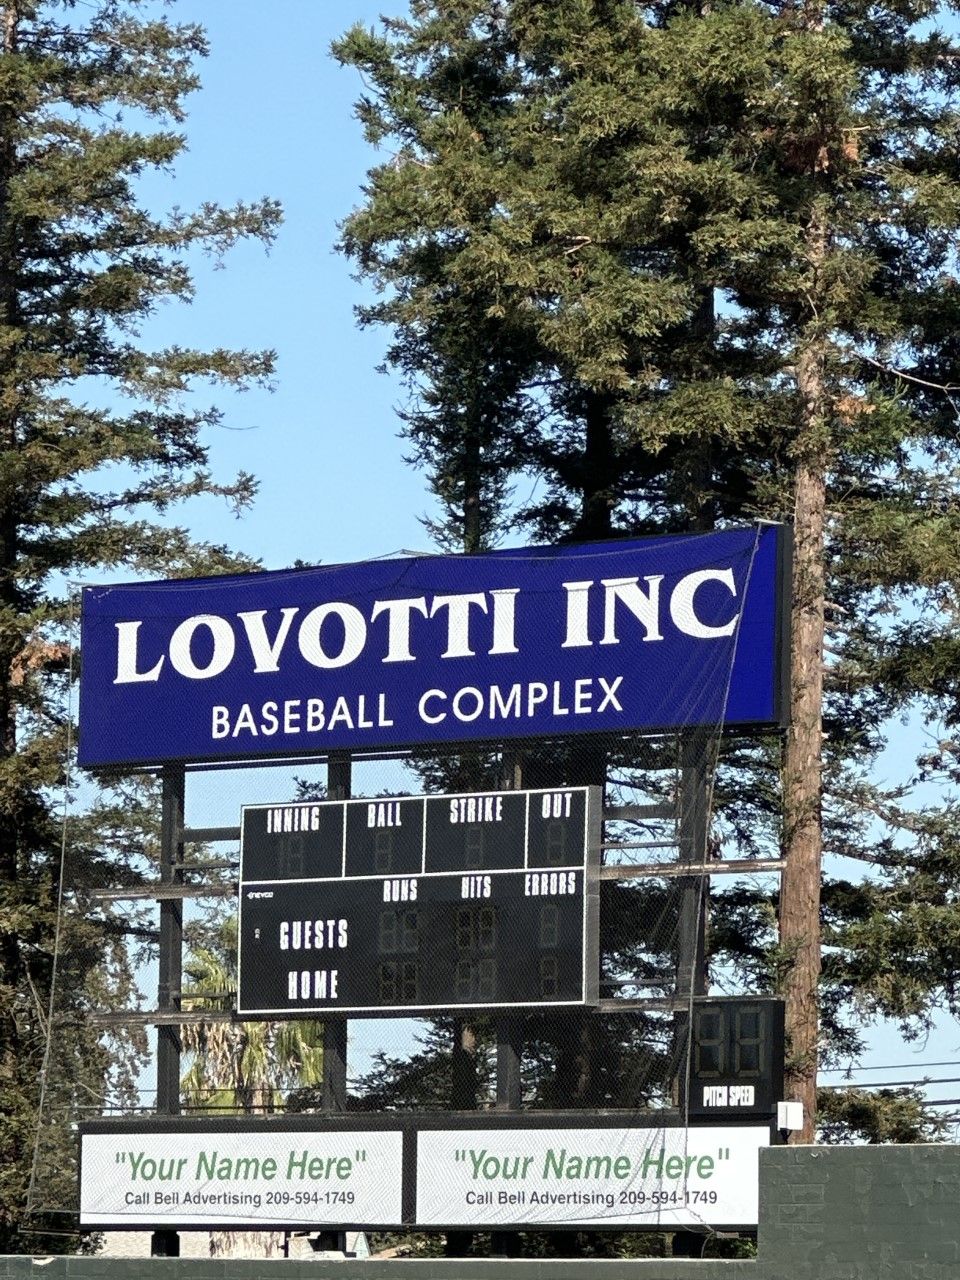 LOVOTTI INC
BASEBALL COMPLEX
INNING BALL STRIKE OUT
NEVCO RUNS HITS ERRORS
GUESTS
HOME
PITCH SPEED
"Your Name Here" "Your Name Here"
Call Bell Advertising 209-594-1749 Call Bell Advertising 209-594-1749